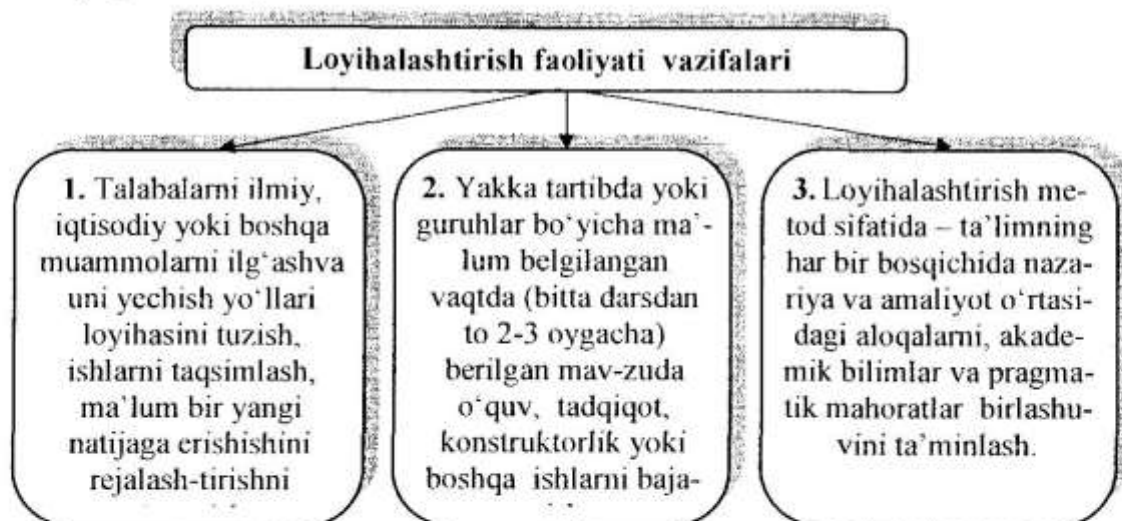 Loyihalashtirish faoliyati vazifalari
1. Talabalarni ilmiy,
iqtisodiy yoki boshqa
muammolarni ilg‘ashva
uni yechish yo‘llari
loyihasini tuzish,
ishlarni taqsimlash,
ma’lum bir yangi
natijaga erishishini
rejalash-tirishni
2. Yakka tartibda yoki
guruhlar bo‘yicha ma’-
lum belgilangan
vaqtda (bitta darsdan
to 2-3 oygacha)
berilgan mav-zuda
o‘quv, tadqiqot,
konstruktorlik yoki
boshqa ishlarni baja-
3. Loyihalashtirish me-
tod sifatida – ta’limning
har bir bosqichida naza-
riya va amaliyot o‘rtasi-
dagi aloqalarni, akade-
mik bilimlar va pragma-
tik mahoratlar birlashu-
vini ta’minlash.